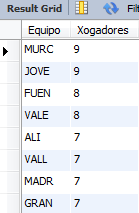 Result Grid Filt
Equipo Xogadores
MURC 9
JOVE 9
FUEN 8
VALE 8
ALI 7
VALL 7
MADR 7
GRAN 7